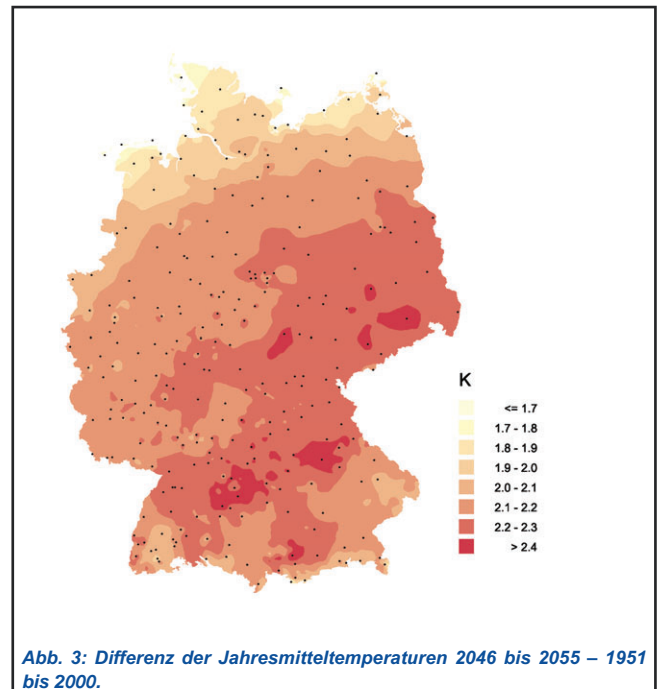 K
<= 1.7
1.7 - 1.8
1.8 - 1.9
1.9 - 2.0
2.0 - 2.1
2.1 - 2.2
2.2 - 2.3
> 2.4
Abb. 3: Differenz der Jahresmitteltemperaturen 2046 bis 2055 – 1951
bis 2000.